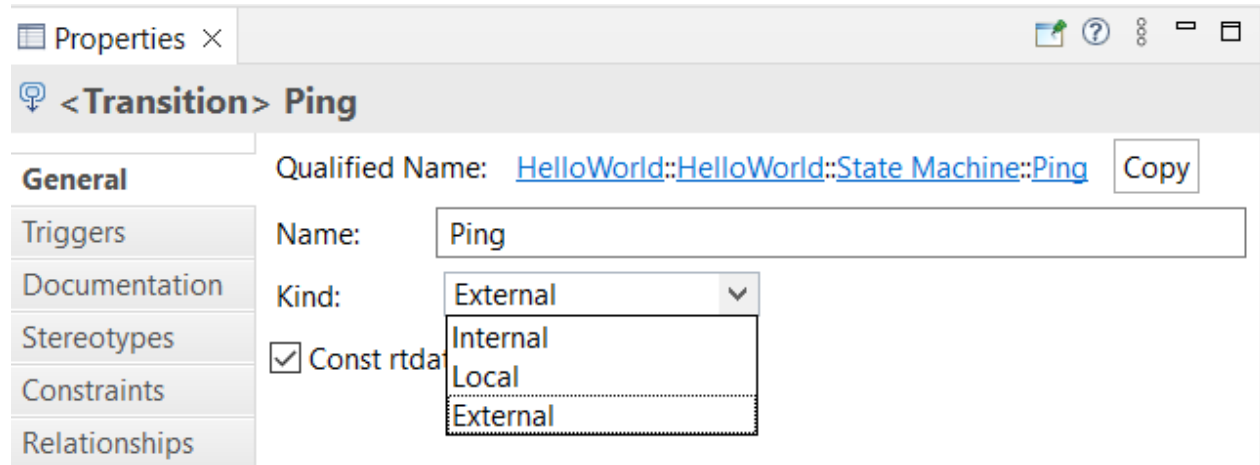 Properties
<Transition> Ping
General
Qualified Name: HelloWorld::HelloWorld::State Machine::Ping Copy
Triggers
Name: Ping
Documentation
Kind: External
Stereotypes
Internal
Const rtda
Local
Constraints
External
Relationships